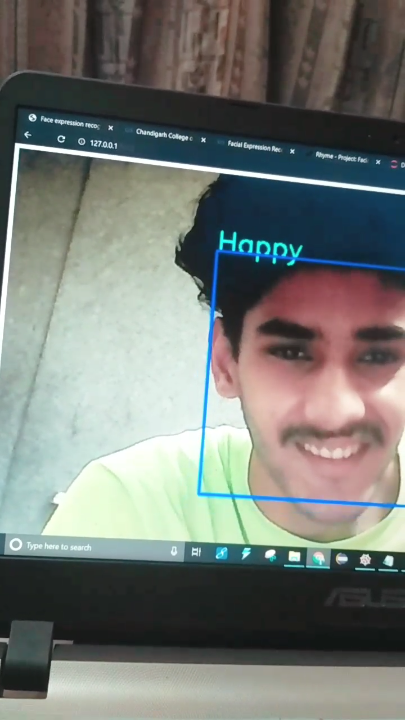 Face expression recog
Chandigarh College o
Facial Expression Rec
Rhyme - Project: Faci
127.0.0.1
Happy
Type here to search
ASUS